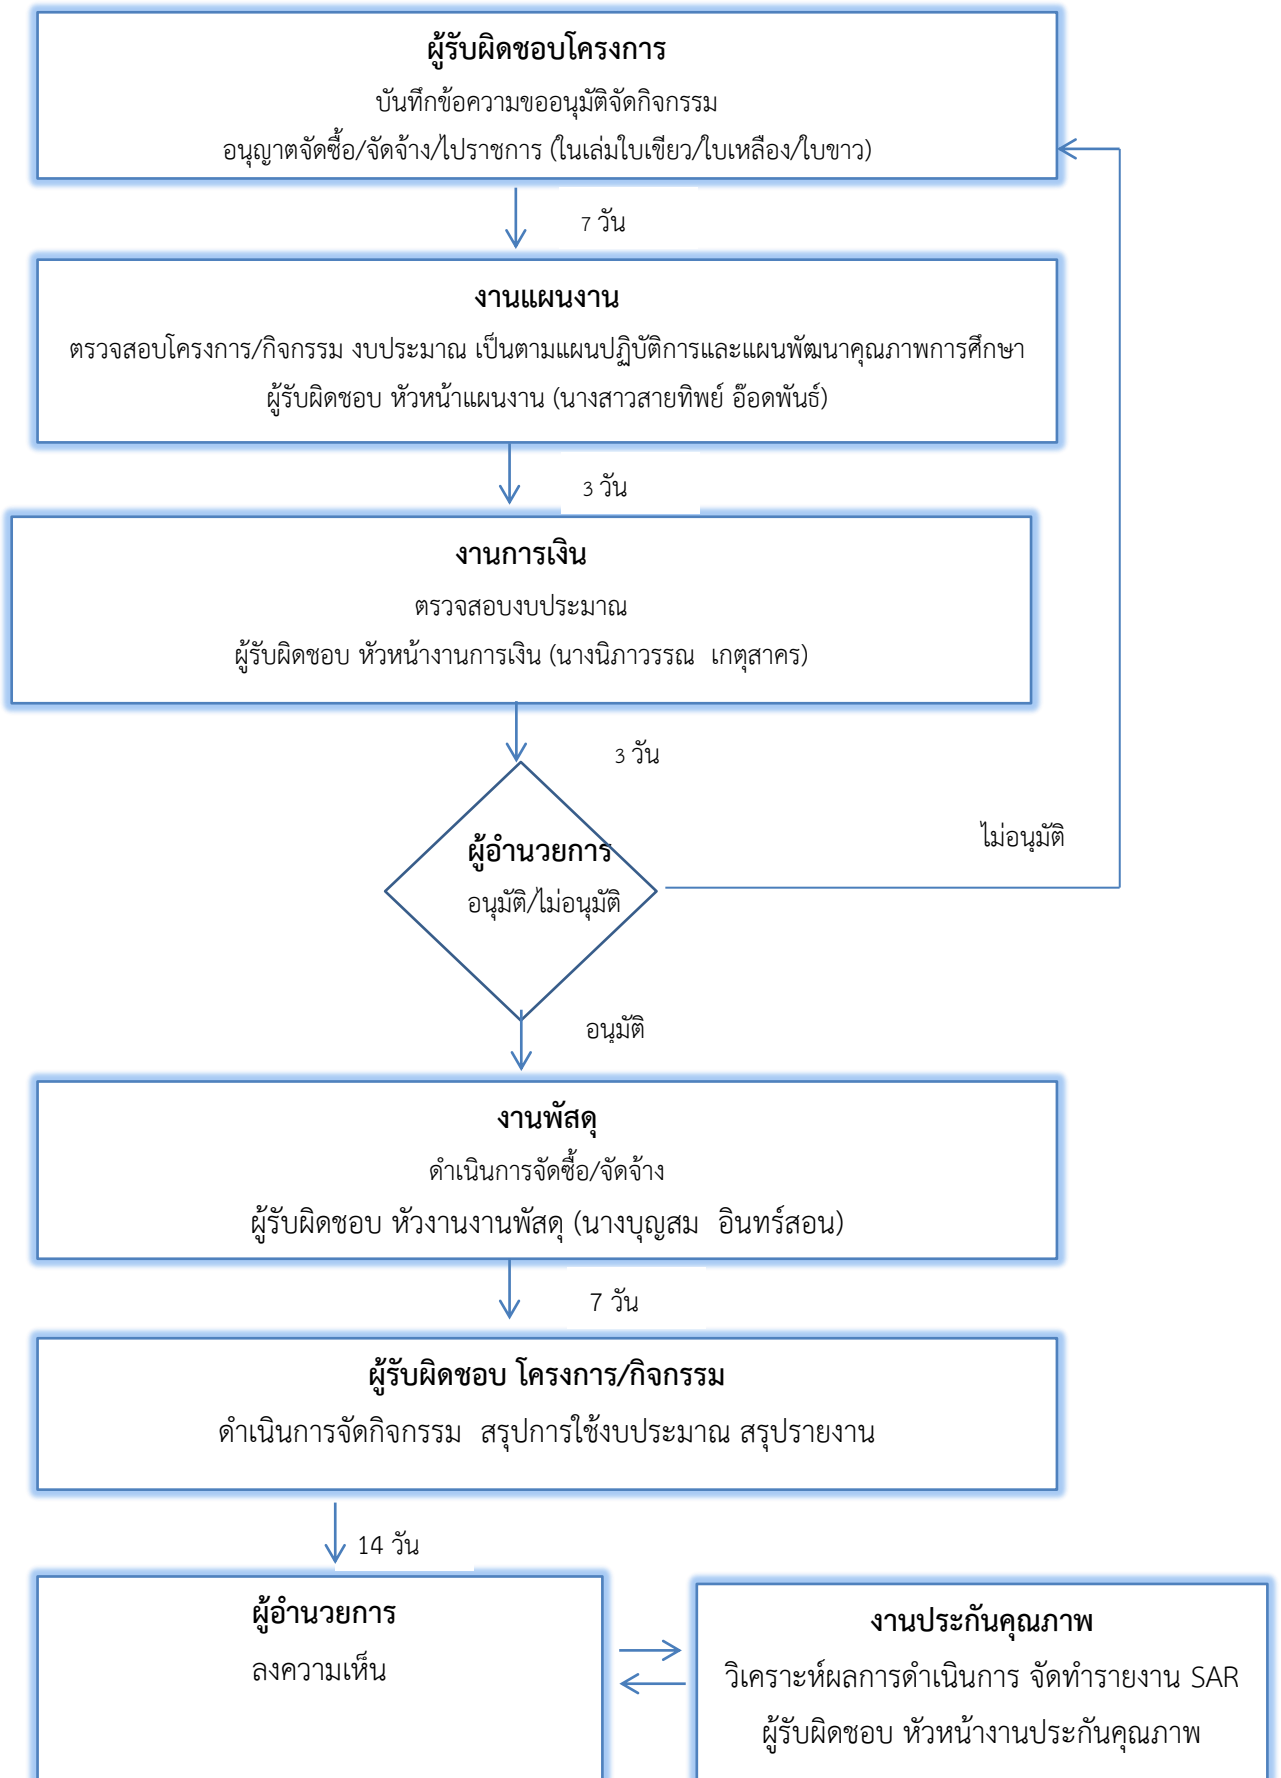 ผู้รับผิดชอบโครงการ
บันทึกข้อความขออนุมัติจัดกิจกรรม
อนุญาตจัดซื้อ/จัดจ้าง/ไปราชการ (ในเล่มใบเขียว/ใบเหลือง/ใบขาว)
7 วัน
งานแผนงาน
ตรวจสอบโครงการ/กิจกรรม งบประมาณ เป็นตามแผนปฏิบัติการและแผนพัฒนาคุณภาพการศึกษา
ผู้รับผิดชอบ หัวหน้าแผนงาน (นางสาวสายทิพย์ อ๊อดพันธ์)
3 วัน
งานการเงิน
ตรวจสอบงบประมาณ
ผู้รับผิดชอบ หัวหน้างานการเงิน (นางนิภาวรรณ เกตุสาคร)
3 วัน
ไม่อนุมัติ
ผู้อำนวยการ
อนุมัติ/ไม่อนุมัติ
อนุมัติ
งานพัสดุ
ดำเนินการจัดซื้อ/จัดจ้าง
ผู้รับผิดชอบ หัวงานงานพัสดุ (นางบุญสม อินทร์สอน)
7 วัน
ผู้รับผิดชอบ โครงการ/กิจกรรม
ดำเนินการจัดกิจกรรม สรุปการใช้งบประมาณ สรุปรายงาน
14 วัน
ผู้อำนวยการ
ลงความเห็น
งานประกันคุณภาพ
วิเคราะห์ผลการดำเนินการ จัดทำรายงาน SAR
ผู้รับผิดชอบ หัวหน้างานประกันคุณภาพ